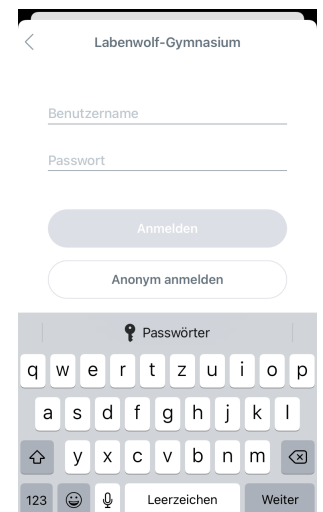 Labenwolf-Gymnasium
Benutzername
Passwort
Anmelden
Anonym anmelden
Passwörter
q w e r t z u i o p
a s d f g h j k l
y x c v b n m
123 Leerzeichen Weiter